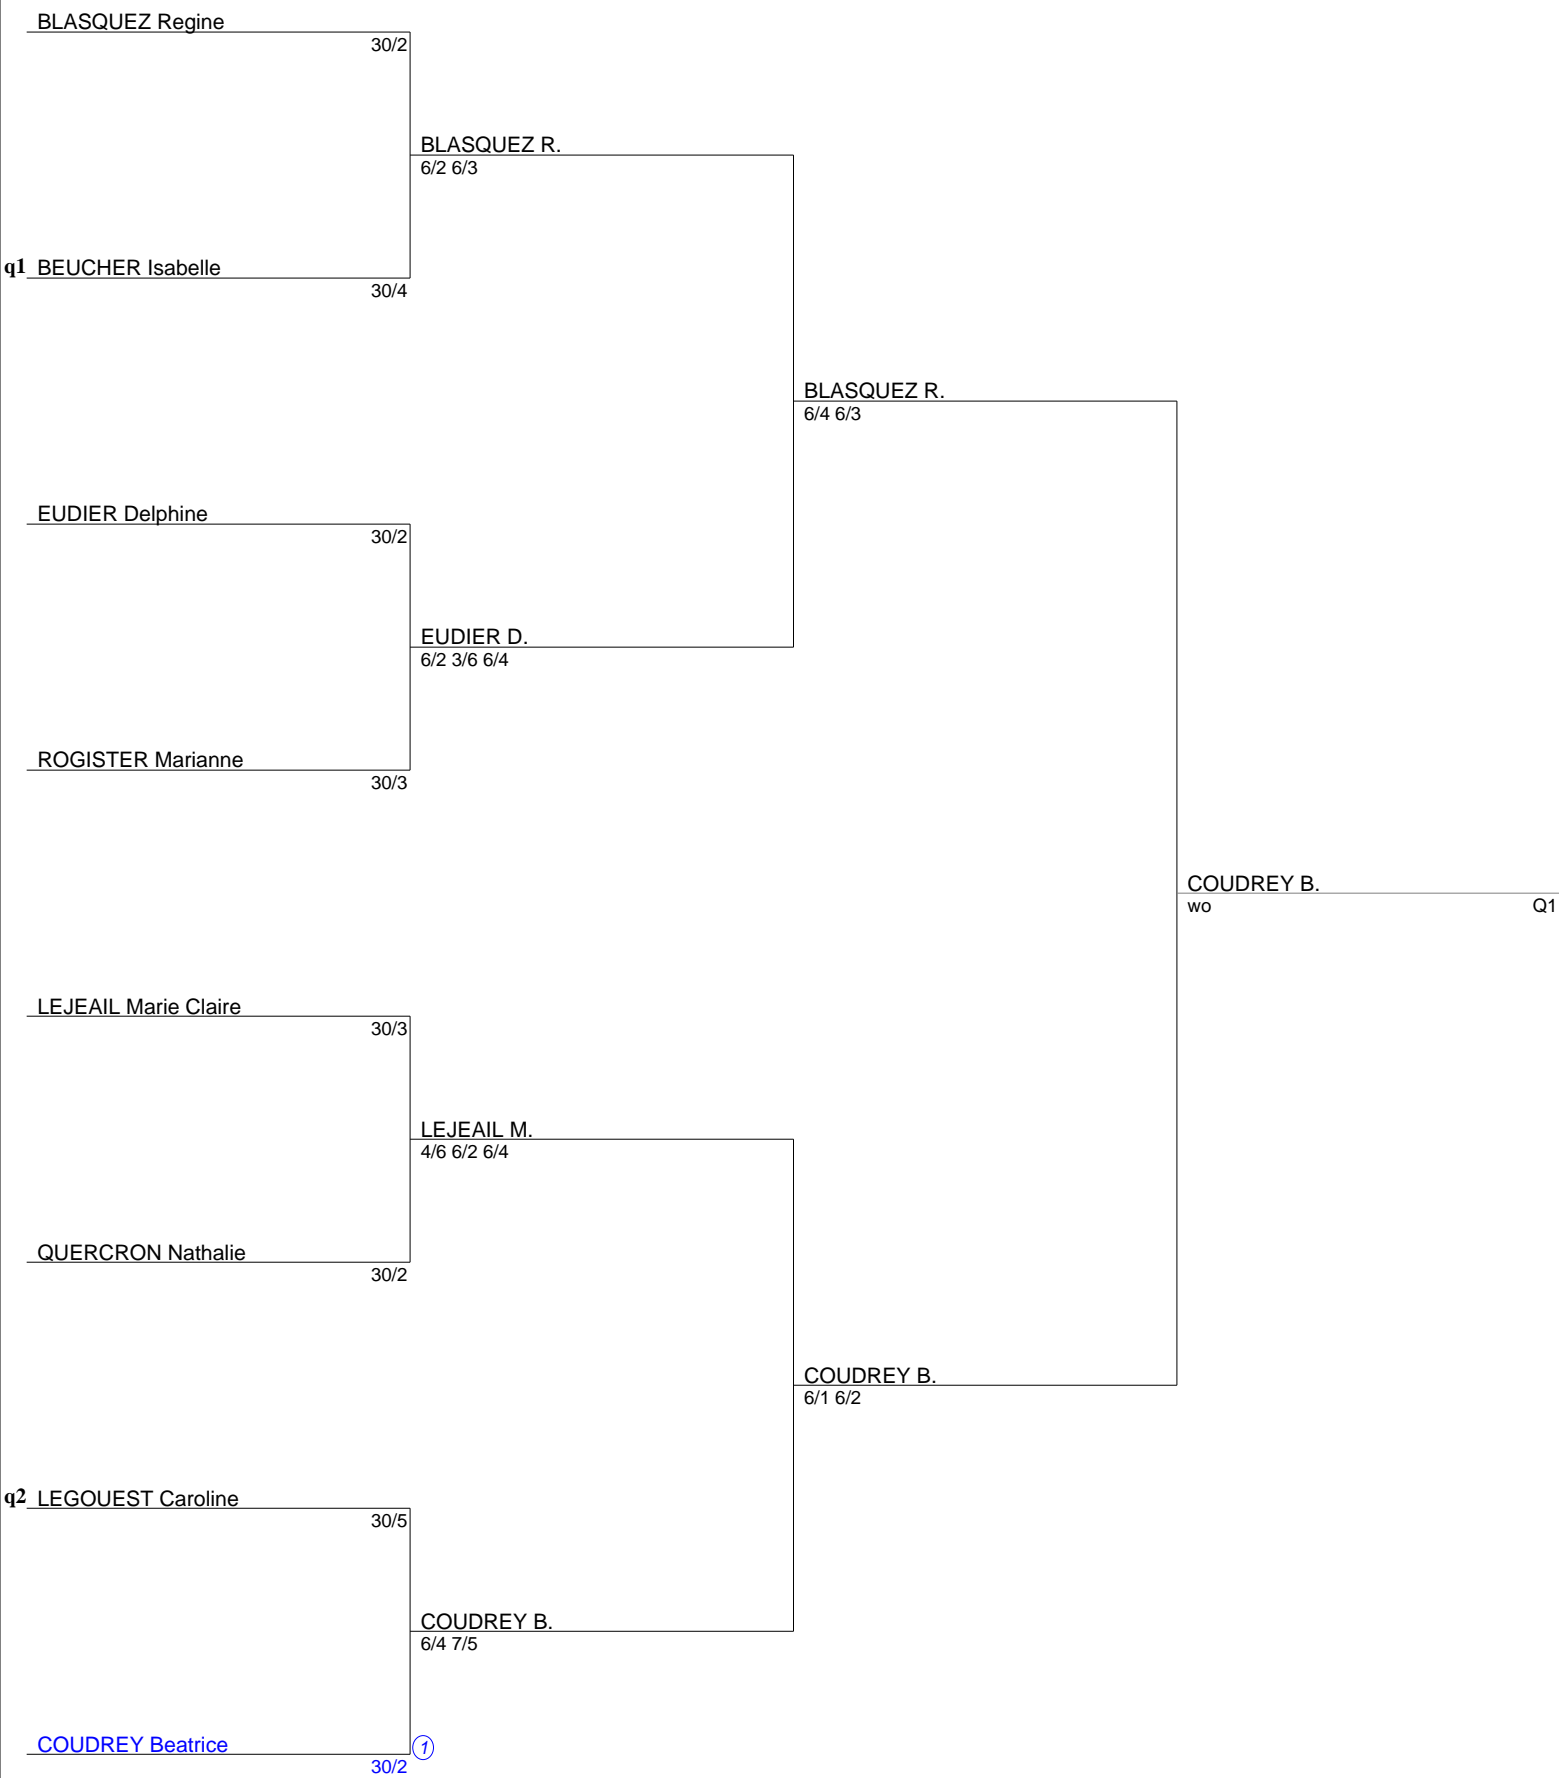 BLASQUEZ Regine
30/2
BLASQUEZ R.
6/2 6/3
q1 BEUCHER Isabelle
30/4
BLASQUEZ R.
6/4 6/3
EUDIER Delphine
30/2
EUDIER D.
6/2 3/6 6/4
ROGISTER Marianne
30/3
COUDREY B.
wo Q1
LEJEAIL Marie Claire
30/3
LEJEAIL M.
4/6 6/2 6/4
QUERCRON Nathalie
30/2
COUDREY B.
6/1 6/2
q2 LEGOUEST Caroline
30/5
COUDREY B.
6/4 7/5
COUDREY Beatrice 1
30/2